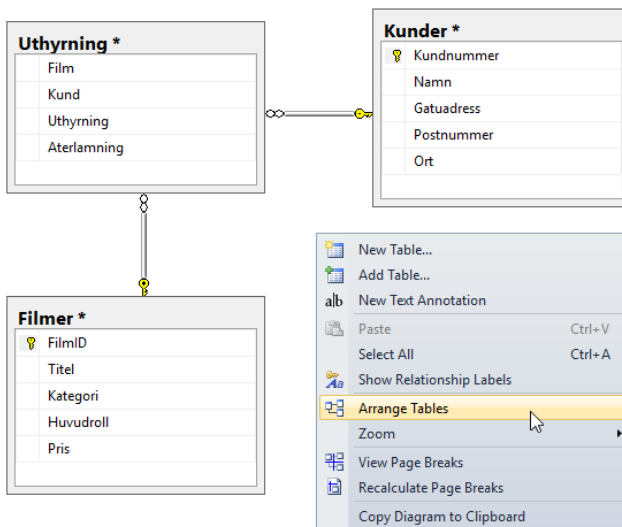 Uthyrning *
Film
Kund
Uthyrning
Aterlamning
Kunder *
Kundnummer
Namn
Gatuadress
Postnummer
Ort
Filmer *
FilmID
Titel
Kategori
Huvudroll
Pris
New Table...
Add Table...
a|b New Text Annotation
Paste Ctrl+V
Select All Ctrl+A
Aa Show Relationship Labels
Arrange Tables
Zoom
View Page Breaks
Recalculate Page Breaks
Copy Diagram to Clipboard